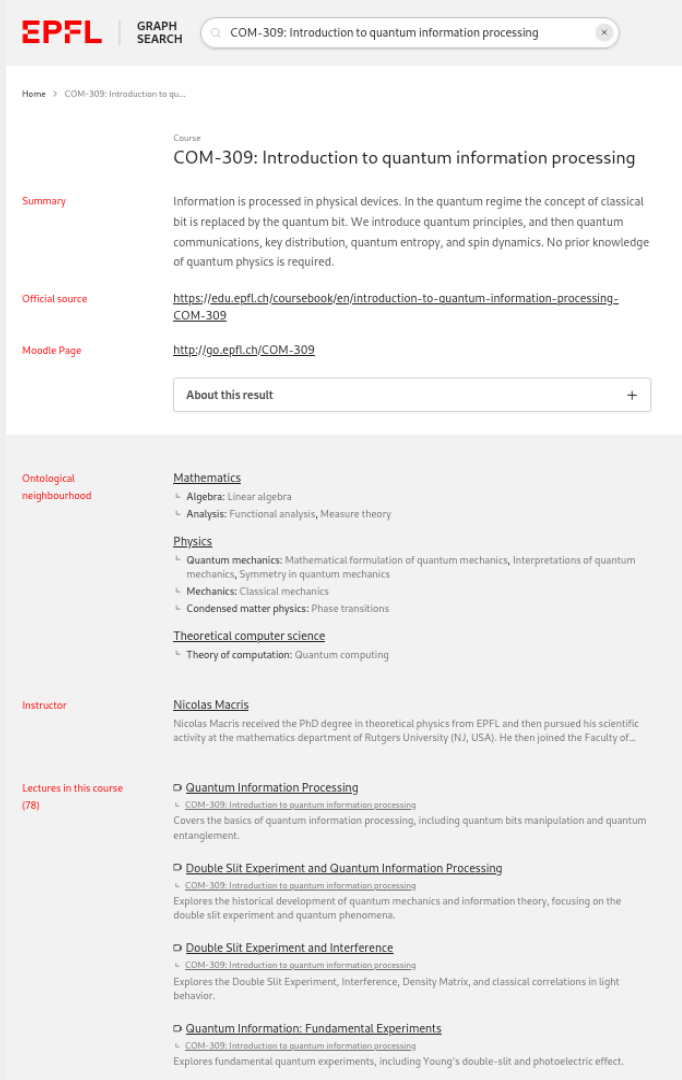 EPFL
GRAPH
SEARCH
COM-309: Introduction to quantum information processing
Home
COM-309: Introduction to qu...
Course
COM-309: Introduction to quantum information processing
Summary
Information is processed in physical devices. In the quantum regime the concept of classical
bit is replaced by the quantum bit. We introduce quantum principles, and then quantum
communications, key distribution, quantum entropy, and spin dynamics. No prior knowledge
of quantum physics is required.
Official source
https://edu.epfl.ch/coursebook/en/introduction-to-quantum-information-processing-
COM-309
Moodle Page
http://go.epfl.ch/COM-309
About this result
Ontological
neighbourhood
Mathematics
Algebra: Linear algebra
Analysis: Functional analysis, Measure theory
Physics
Quantum mechanics: Mathematical formulation of quantum mechanics, Interpretations of quantum
mechanics, Symmetry in quantum mechanics
Mechanics: Classical mechanics
Condensed matter physics: Phase transitions
Theoretical computer science
Theory of computation: Quantum computing
Instructor
Nicolas Macris
Nicolas Macris received the PhD degree in theoretical physics from EPFL and then pursued his scientific
activity at the mathematics department of Rutgers University (NJ, USA). He then joined the Faculty of...
Lectures in this course
(78)
Quantum Information Processing
COM-309: Introduction to quantum information processing
Covers the basics of quantum information processing, including quantum bits manipulation and quantum
entanglement.
Double Slit Experiment and Quantum Information Processing
COM-309: Introduction to quantum information processing
Explores the historical development of quantum mechanics and information theory, focusing on the
double slit experiment and quantum phenomena.
Double Slit Experiment and Interference
COM-309: Introduction to quantum information processing
Explores the Double Slit Experiment, Interference, Density Matrix, and classical correlations in light
behavior.
Quantum Information: Fundamental Experiments
COM-309: Introduction to quantum information processing
Explores fundamental quantum experiments, including Young's double-slit and photoelectric effect.